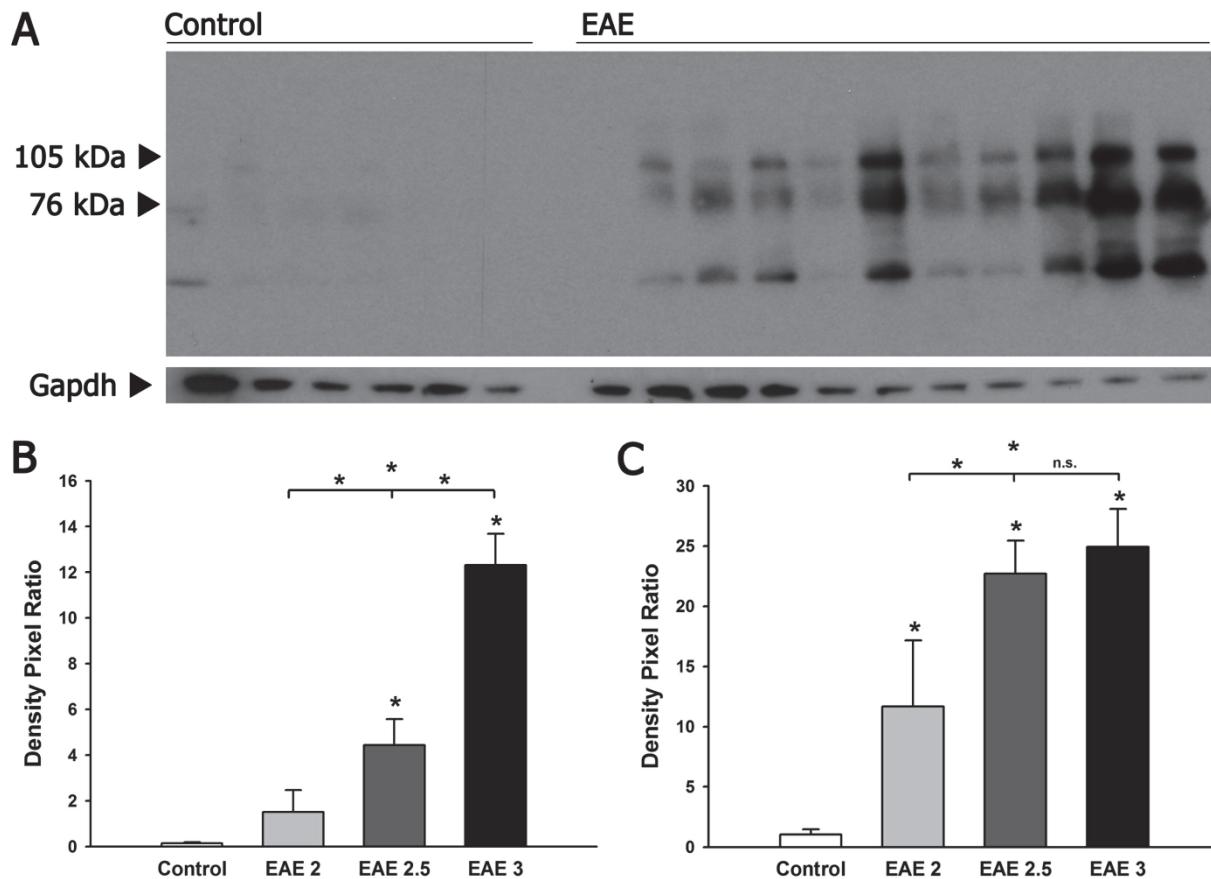 A
Control EAE
105 kDa ►
76 kDa ►
Gapdh ►
B
*
* *
*
*
16
14
12
10
8
6
4
2
0
Density Pixel Ratio
Control EAE 2 EAE 2.5 EAE 3
C
*
* n.s.
*
*
*
30
25
20
15
10
5
0
Density Pixel Ratio
Control EAE 2 EAE 2.5 EAE 3